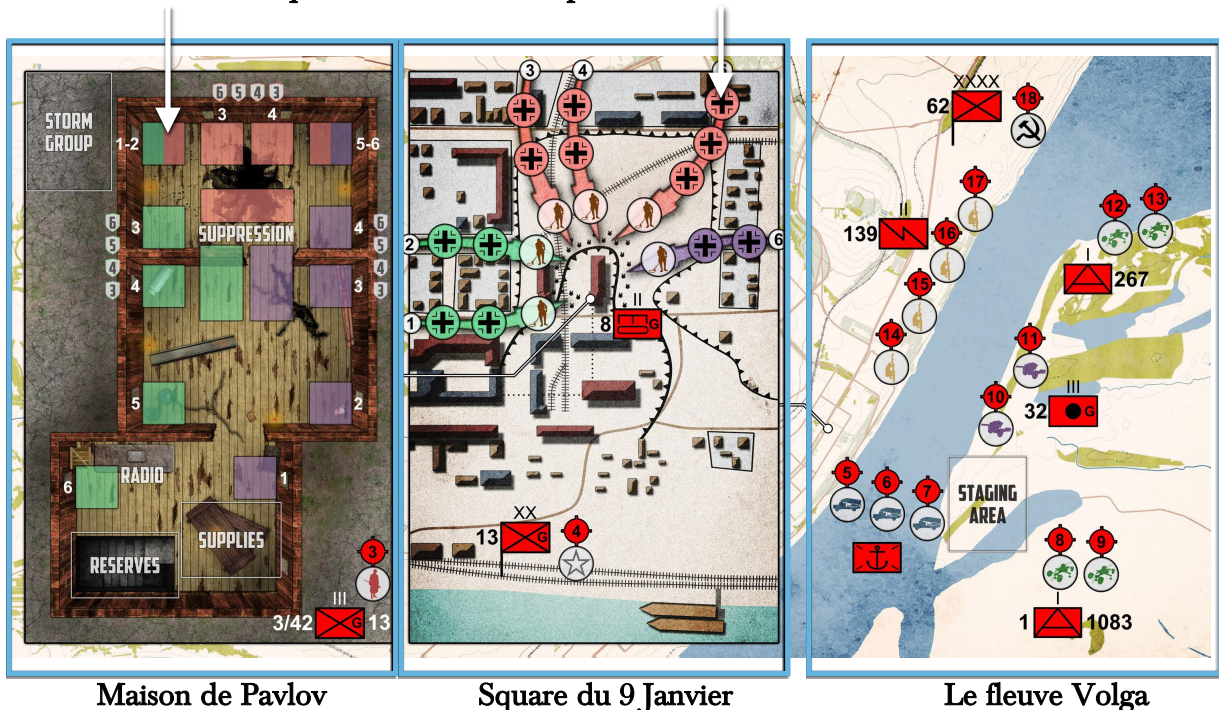 STORM
GROUP
6 5 4 3
3 4
1-2
5-6
3
6
5
4
3
SUPPRESSION
4
6
5
4
3
4
3
5
2
6
RADIO
1
SUPPLIES
RESERVES
3
III
3/42 G 13
3 4
2
6
1
II
8 G
XX
13 G
4
XXXX
62
18
17
II
139
16
15
14
12 13
I
267
11
10
III
32 G
5 6 7
STAGING
AREA
8 9
I
1 1083
Maison de Pavlov
Square du 9 Janvier
Le fleuve Volga